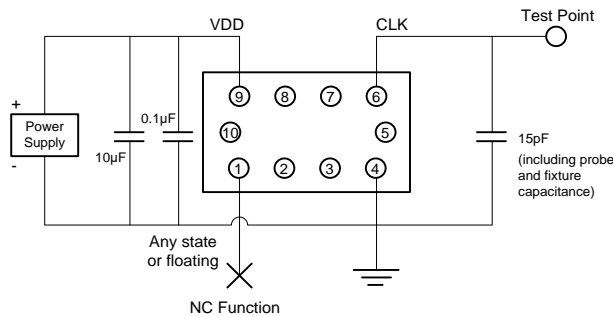 VDD
CLK
Test Point
+
Power
Supply
-
10µF
0.1µF
9
8
7
6
10
5
1
2
3
4
15pF
(including probe
and fixture
capacitance)
Any state
or floating
NC Function